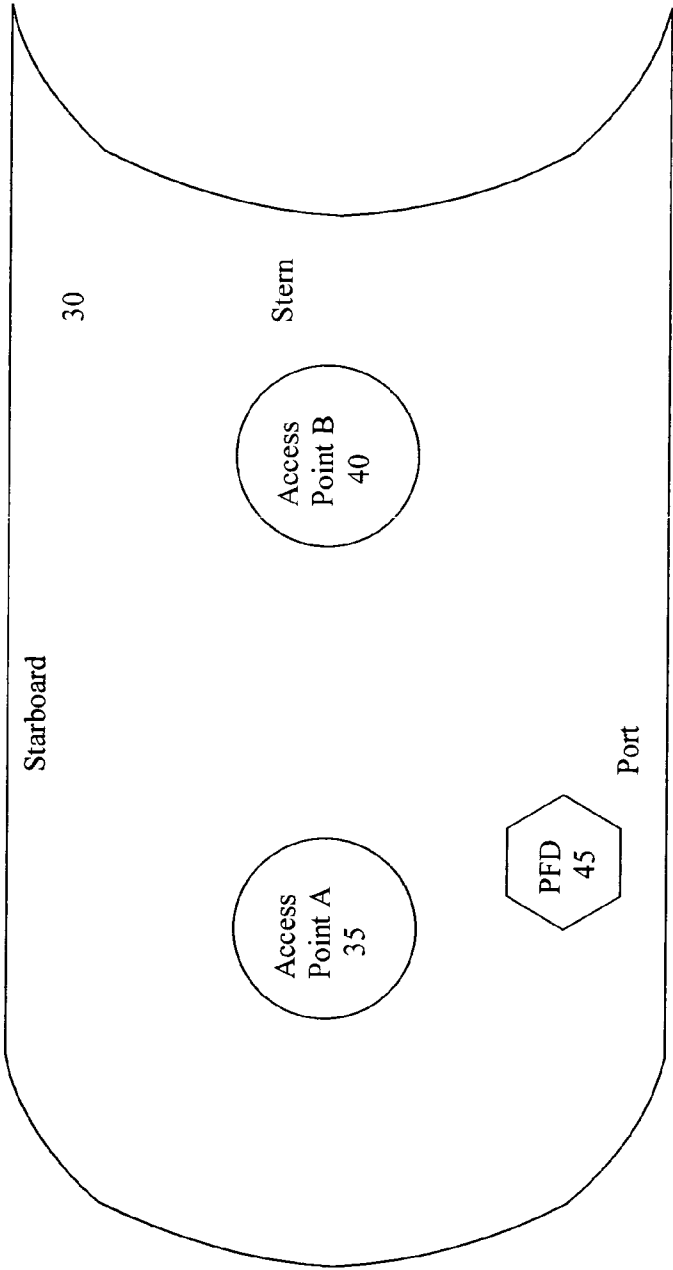 Starboard
30
Access
Point A
35
Access
Point B
40
Stern
PFD
45
Port